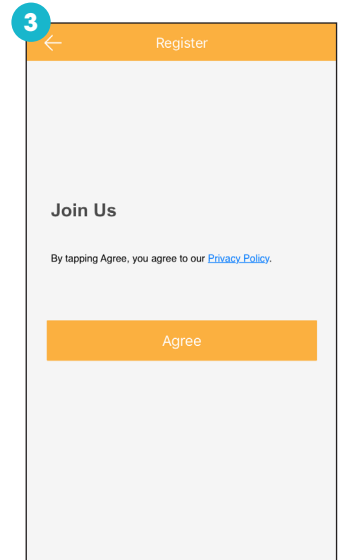 3
Register
Join Us
By tapping Agree, you agree to our Privacy Policy.
Agree